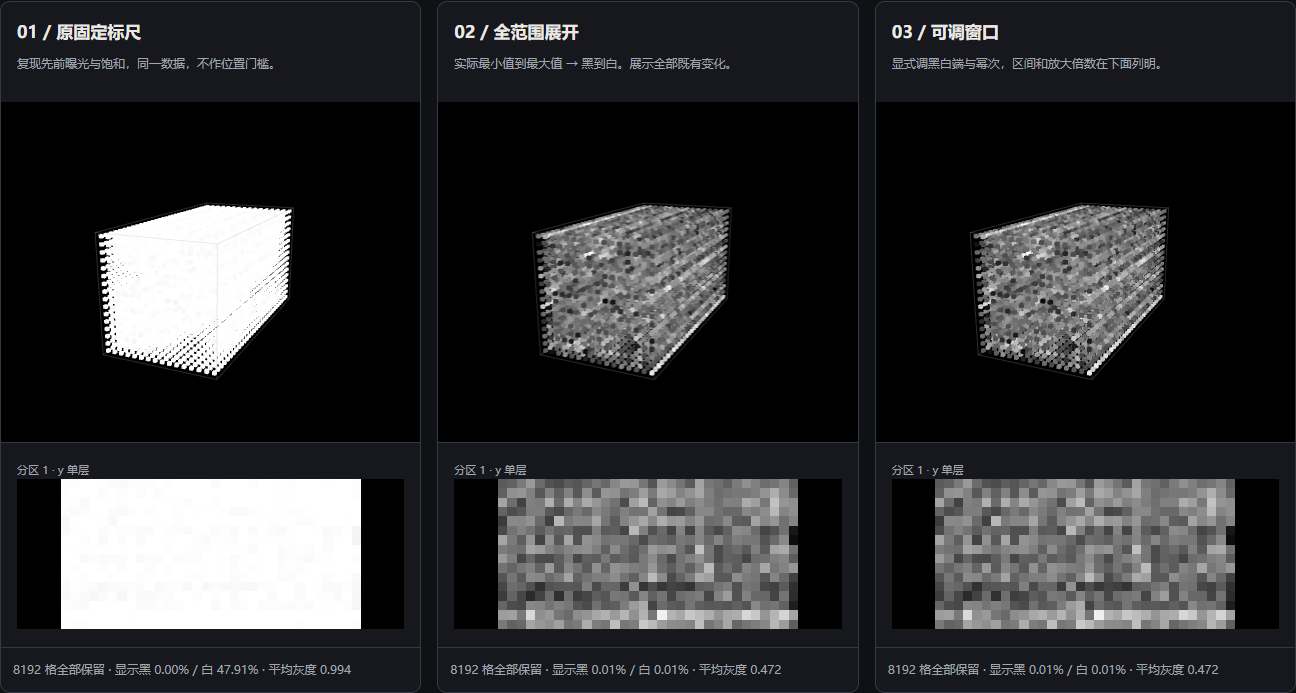 01 / 原固定标尺
复现先前曝光与饱和，同一数据，不作位置门槛。
分区 1 · y 单层
8192 格全部保留 · 显示黑 0.00% / 白 47.91% · 平均灰度 0.994
02 / 全范围展开
实际最小值到最大值 → 黑到白。展示全部既有变化。
分区 1 · y 单层
8192 格全部保留 · 显示黑 0.01% / 白 0.01% · 平均灰度 0.472
03 / 可调窗口
显式调黑白端与幂次，区间和放大倍数在下面列明。
分区 1 · y 单层
8192 格全部保留 · 显示黑 0.01% / 白 0.01% · 平均灰度 0.472